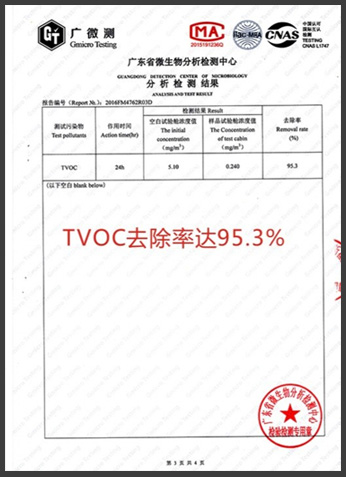 广微测
Gmicro Testing
MA
2015191236Q
ilac-MRA
CNAS
中国认可
国际互认
检测
TESTING
CNAS L1747
广东省微生物分析检测中心
GUANGDONG DETECTION CENTER OF MICROBIOLOGY
分析检测结果
ANALYSIS AND TEST RESULT
报告编号（Report №.）：2016FM4762R03D
检测结果 Result
测试污染物
Test pollutants
作用时间
Action time(hr)
空白试验舱浓度值
The initial
concentration
(mg/m³)
样品试验舱浓度值
The Concentration
of test cabin
(mg/m³)
去除率
Removal rate
(%)
TVOC
24h
5.10
0.240
95.3
（以下空白 blank below）
TVOC去除率达95.3%
广东省微生物分析检测中心
检验检测专用章
第 3 页 共 4 页